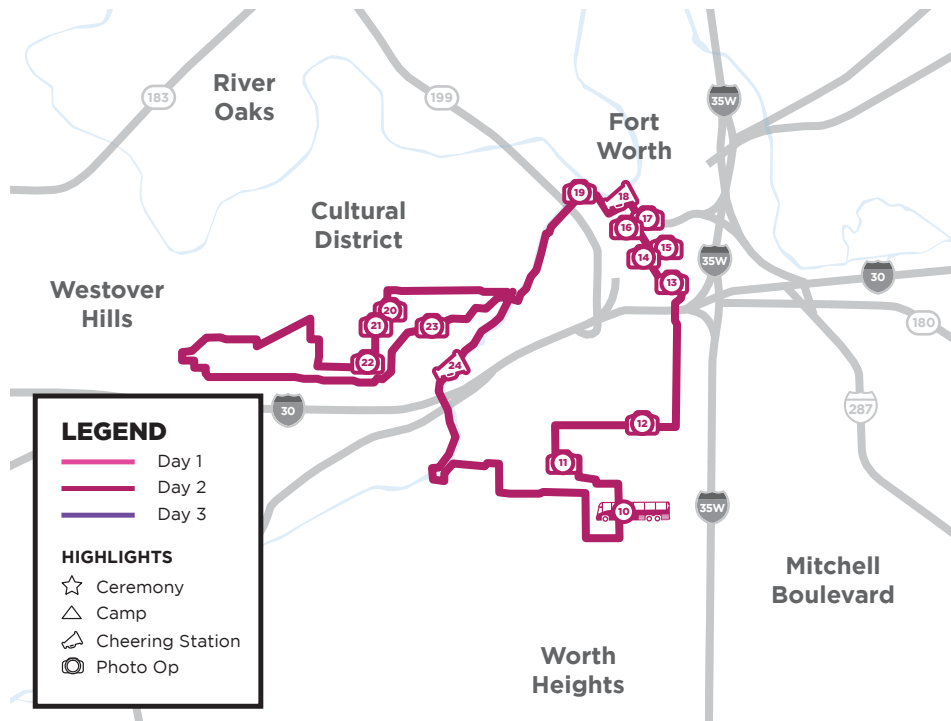 River
Oaks
183
199
35W
Fort
Worth
Cultural
District
19
18
17
16
15
14
13
35W
30
180
Westover
Hills
20
21
23
22
24
30
287
12
11
10
35W
LEGEND
Day 1
Day 2
Day 3
HIGHLIGHTS
Ceremony
Camp
Cheering Station
Photo Op
Mitchell
Boulevard
Worth
Heights